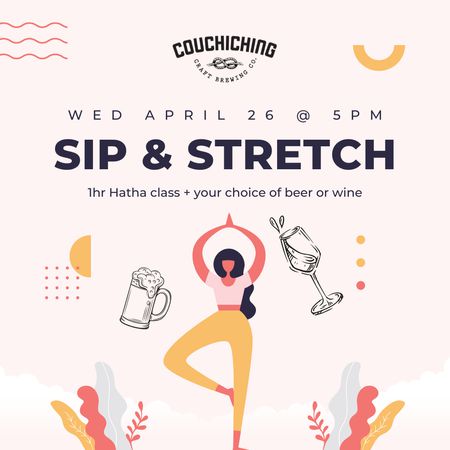 COUCHICHING
CRAFT BREWING CO.
WED APRIL 26 @ 5PM
SIP & STRETCH
1hr Hatha class + your choice of beer or wine